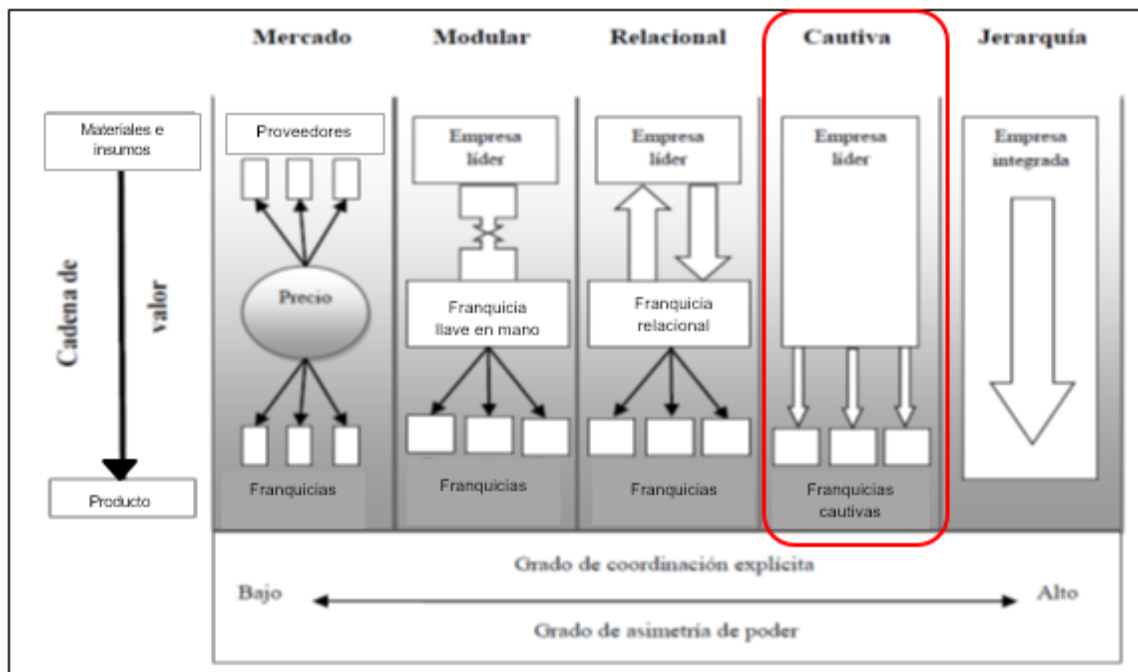 Mercado
Modular
Relacional
Cautiva
Jerarquía
Materiales e
insumos
Cadena de
valor
Producto
Proveedores
Precio
Franquicias
Empresa
líder
Franquicia
llave en mano
Franquicias
Empresa
líder
Franquicia
relacional
Franquicias
Empresa
líder
Franquicias
cautivas
Empresa
integrada
Grado de coordinación explícita
Bajo
Alto
Grado de asimetría de poder